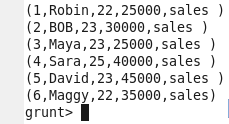 (1,Robin,22,25000,sales )
(2,BOB,23,30000,sales )
(3,Maya,23,25000,sales )
(4,Sara,25,40000,sales )
(5,David,23,45000,sales )
(6,Maggy,22,35000,sales)
grunt>